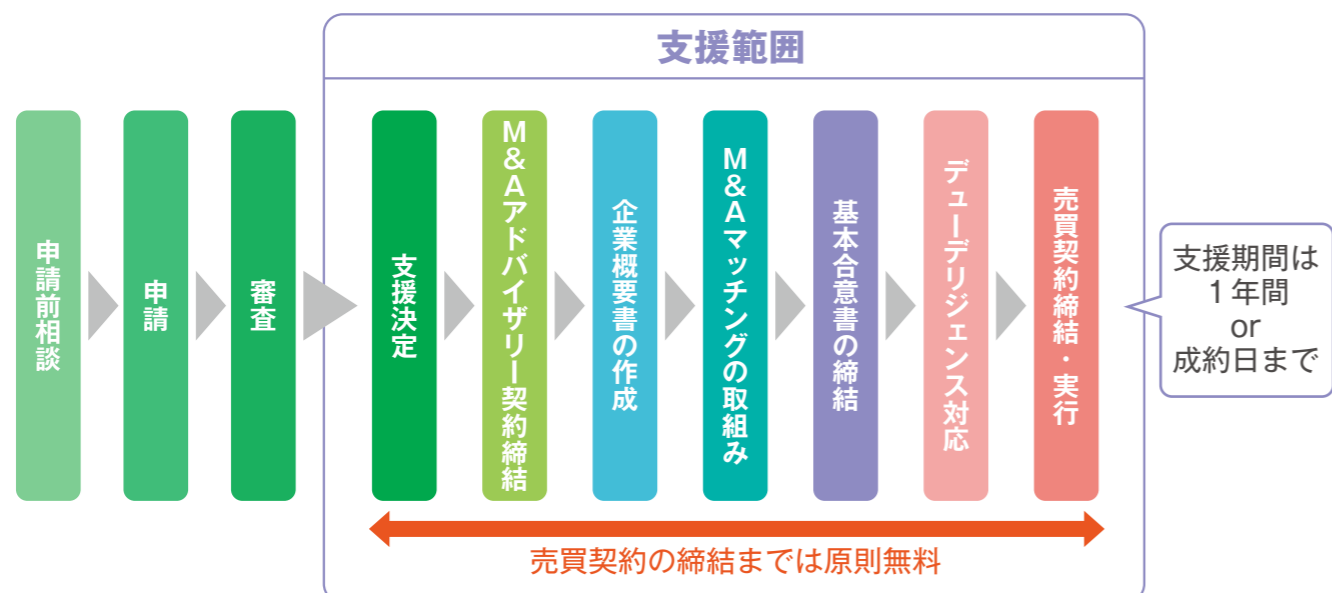 支援範囲
申請前相談
申請
審査
支援決定
M&Aアドバイザリー契約締結
企業概要書の作成
M&Aマッチングの取組み
基本合意書の締結
デューデリジェンス対応
売買契約締結・実行
支援期間は
1年間
or
成約日まで
売買契約の締結までは原則無料